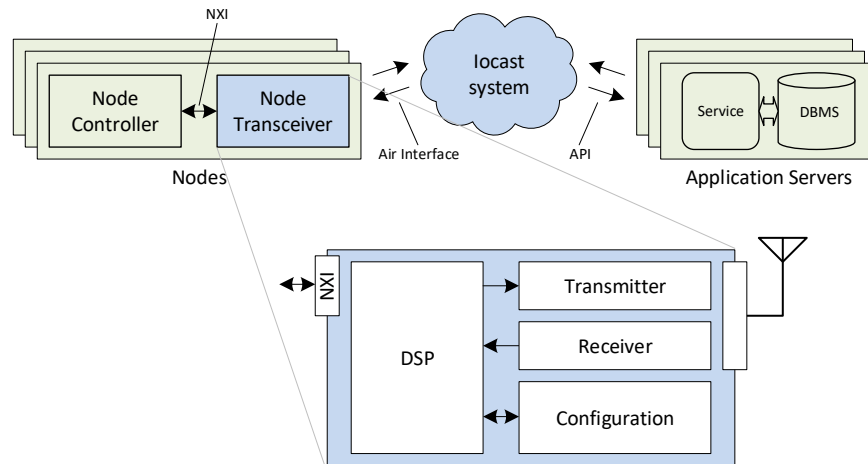 NXI
Node
Controller
Node
Transceiver
Iocast
system
Service
DBMS
Air Interface
API
Nodes
Application Servers
NXI
DSP
Transmitter
Receiver
Configuration